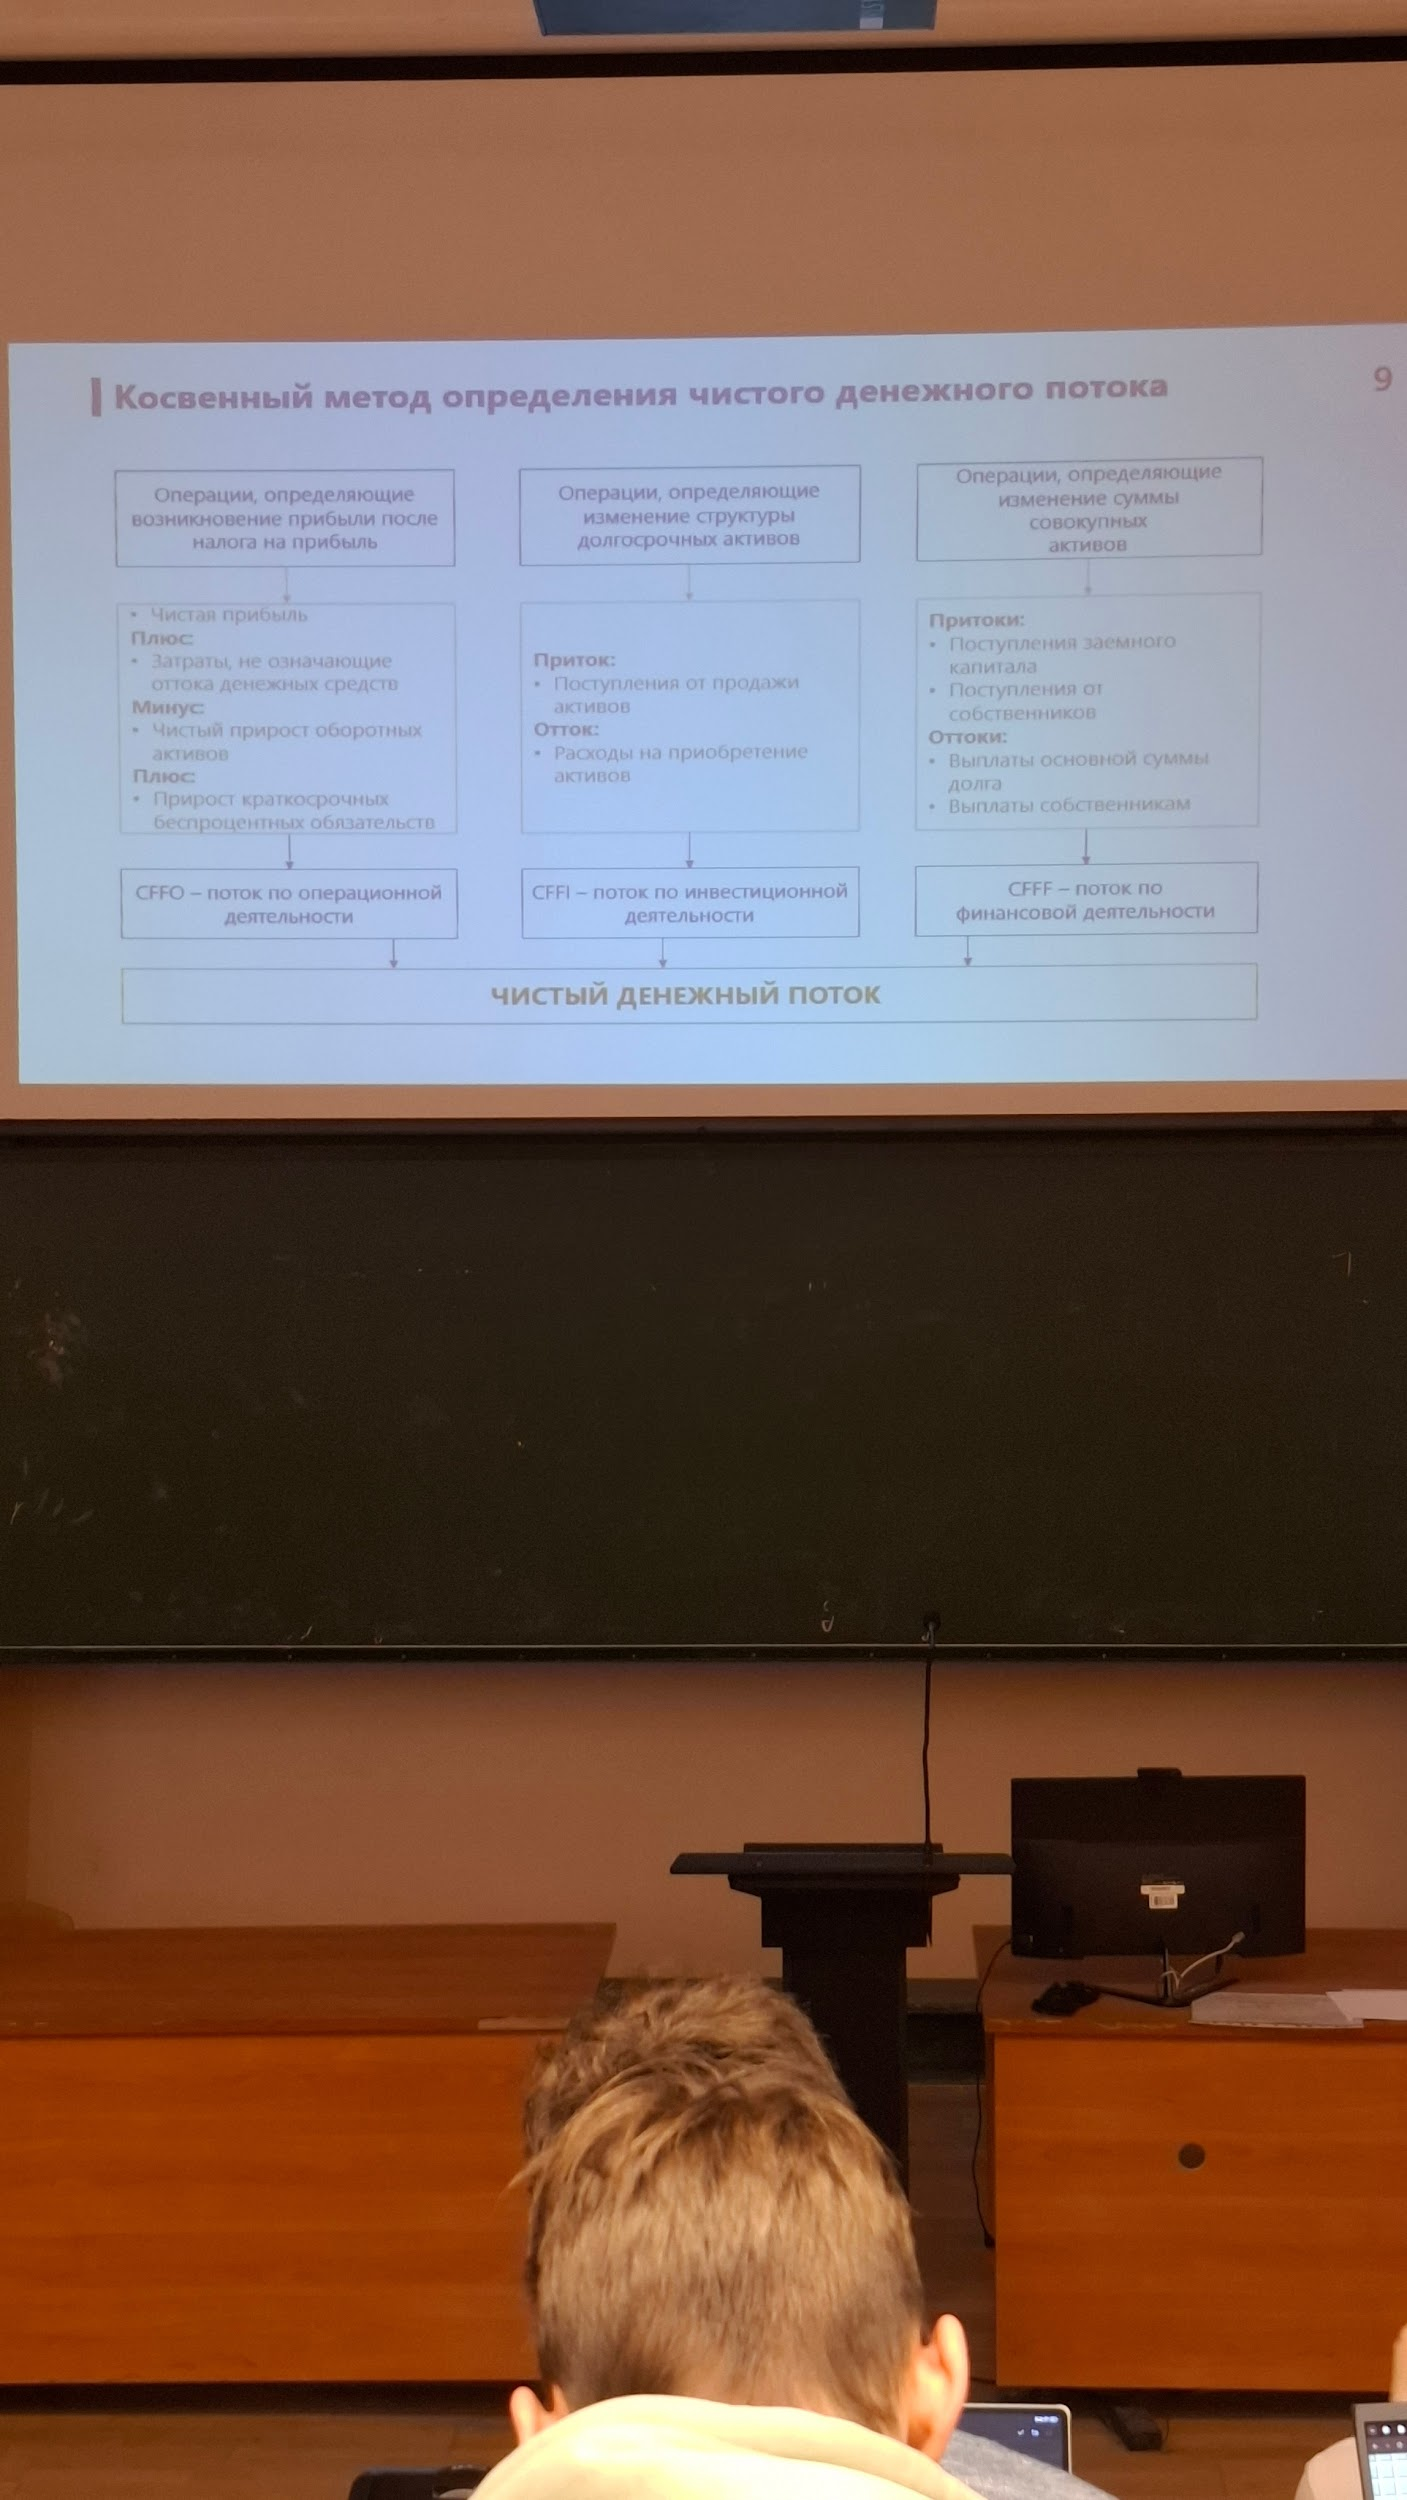 Косвенный метод определения чистого денежного потока
9
Операции, определяющие
возникновение прибыли после
налога на прибыль
• Чистая прибыль
Плюс:
• Затраты, не означающие
оттока денежных средств
Минус:
• Чистый прирост оборотных
активов
Плюс:
• Прирост краткосрочных
беспроцентных обязательств
CFFO – поток по операционной
деятельности
Операции, определяющие
изменение структуры
долгосрочных активов
Приток:
• Поступления от продажи
активов
Отток:
• Расходы на приобретение
активов
CFFI – поток по инвестиционной
деятельности
Операции, определяющие
изменение суммы
совокупных
активов
Притоки:
• Поступления заемного
капитала
• Поступления от
собственников
Оттоки:
• Выплаты основной суммы
долга
• Выплаты собственникам
CFFF – поток по
финансовой деятельности
ЧИСТЫЙ ДЕНЕЖНЫЙ ПОТОК